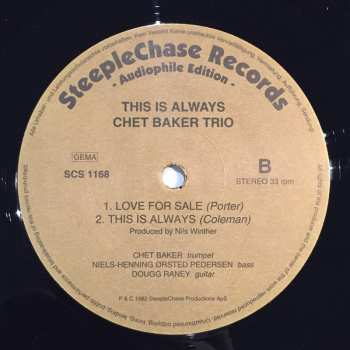 SteepleChase Records
- Audiophile Edition -
THIS IS ALWAYS
CHET BAKER TRIO
GEMA
SCS 1168
B
STEREO 33 rpm
1. LOVE FOR SALE (Porter)
2. THIS IS ALWAYS (Coleman)
Produced by Nils Winther
CHET BAKER trumpet
NIELS-HENNING ØRSTED PEDERSEN bass
DOUGG RANEY guitar
P & C 1982 SteepleChase Productions ApS